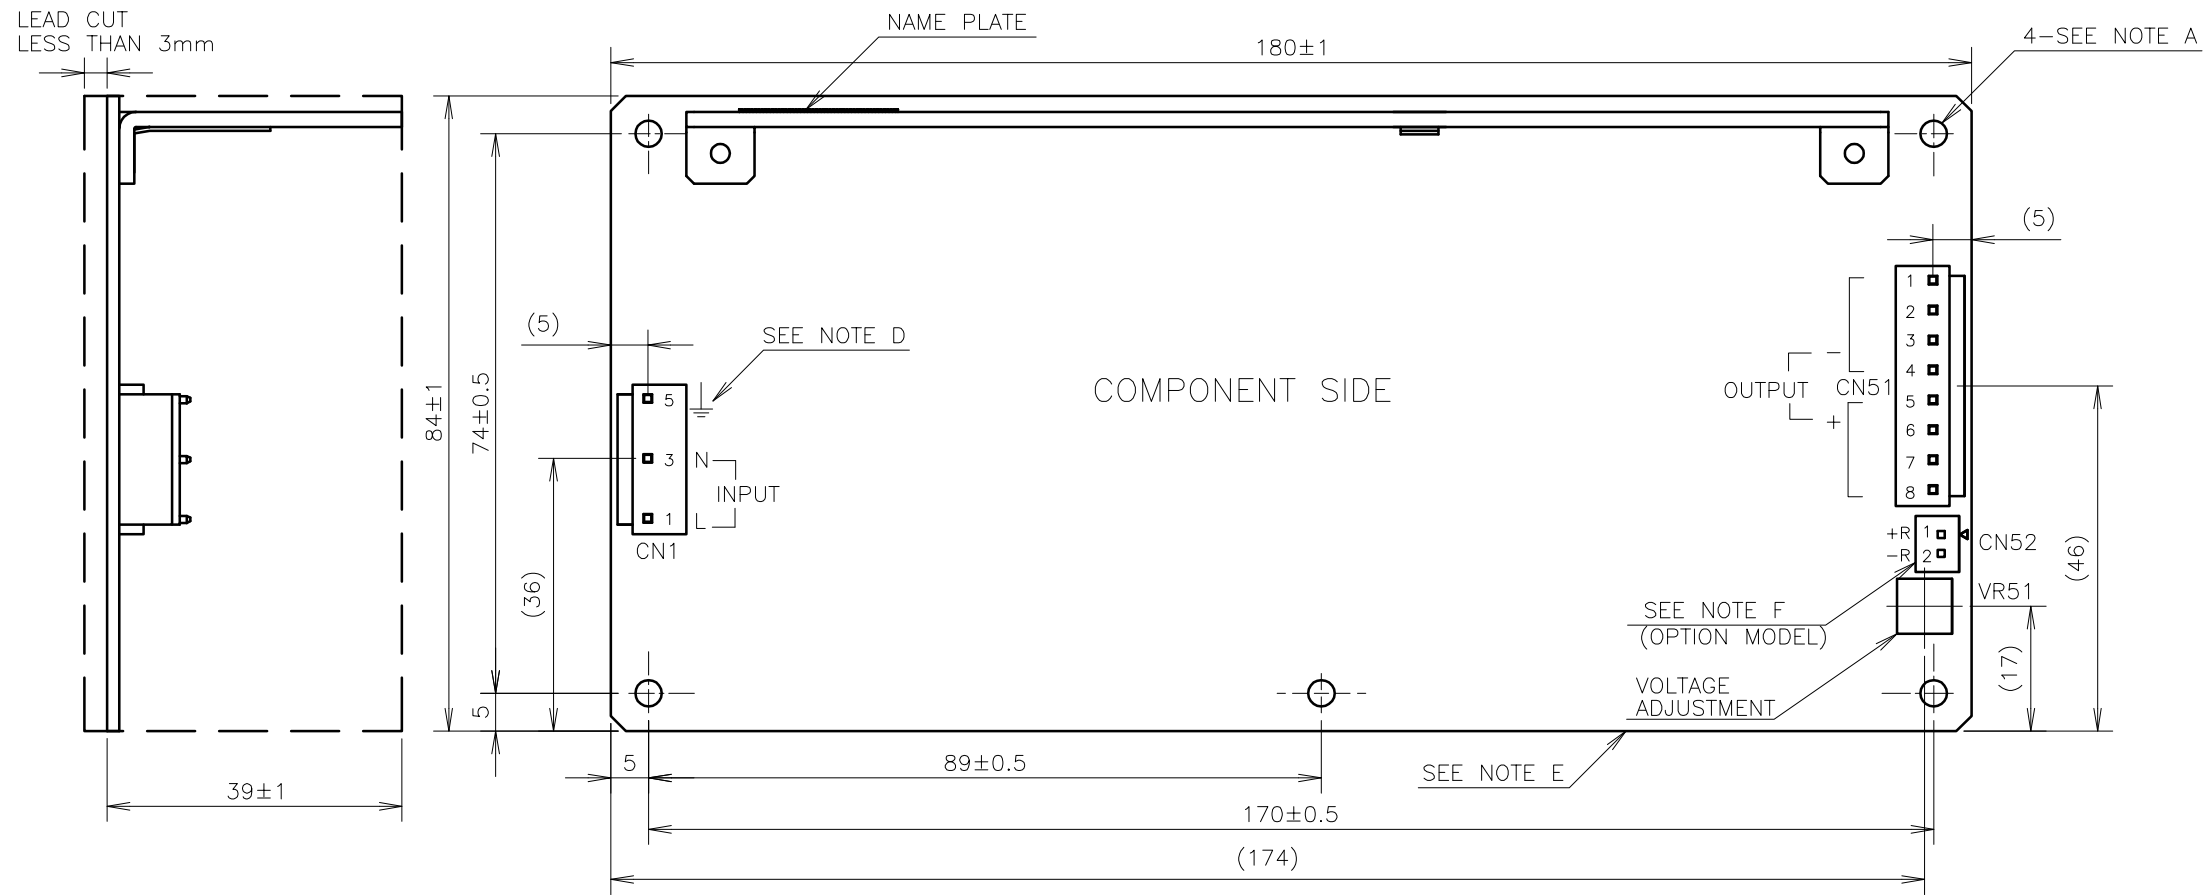 LEAD CUT
LESS THAN 3mm
NAME PLATE
180±1
4-SEE NOTE A
(5)
(5)
SEE NOTE D
84±1
74±0.5
COMPONENT SIDE
1
2
3
4
5
6
7
8
−
OUTPUT CN51
+
5
3 N
INPUT
1 L
CN1
(36)
+R 1
−R 2
CN52
(46)
VR51
SEE NOTE F
(OPTION MODEL)
(17)
VOLTAGE
ADJUSTMENT
5
5
89±0.5
SEE NOTE E
39±1
170±0.5
(174)